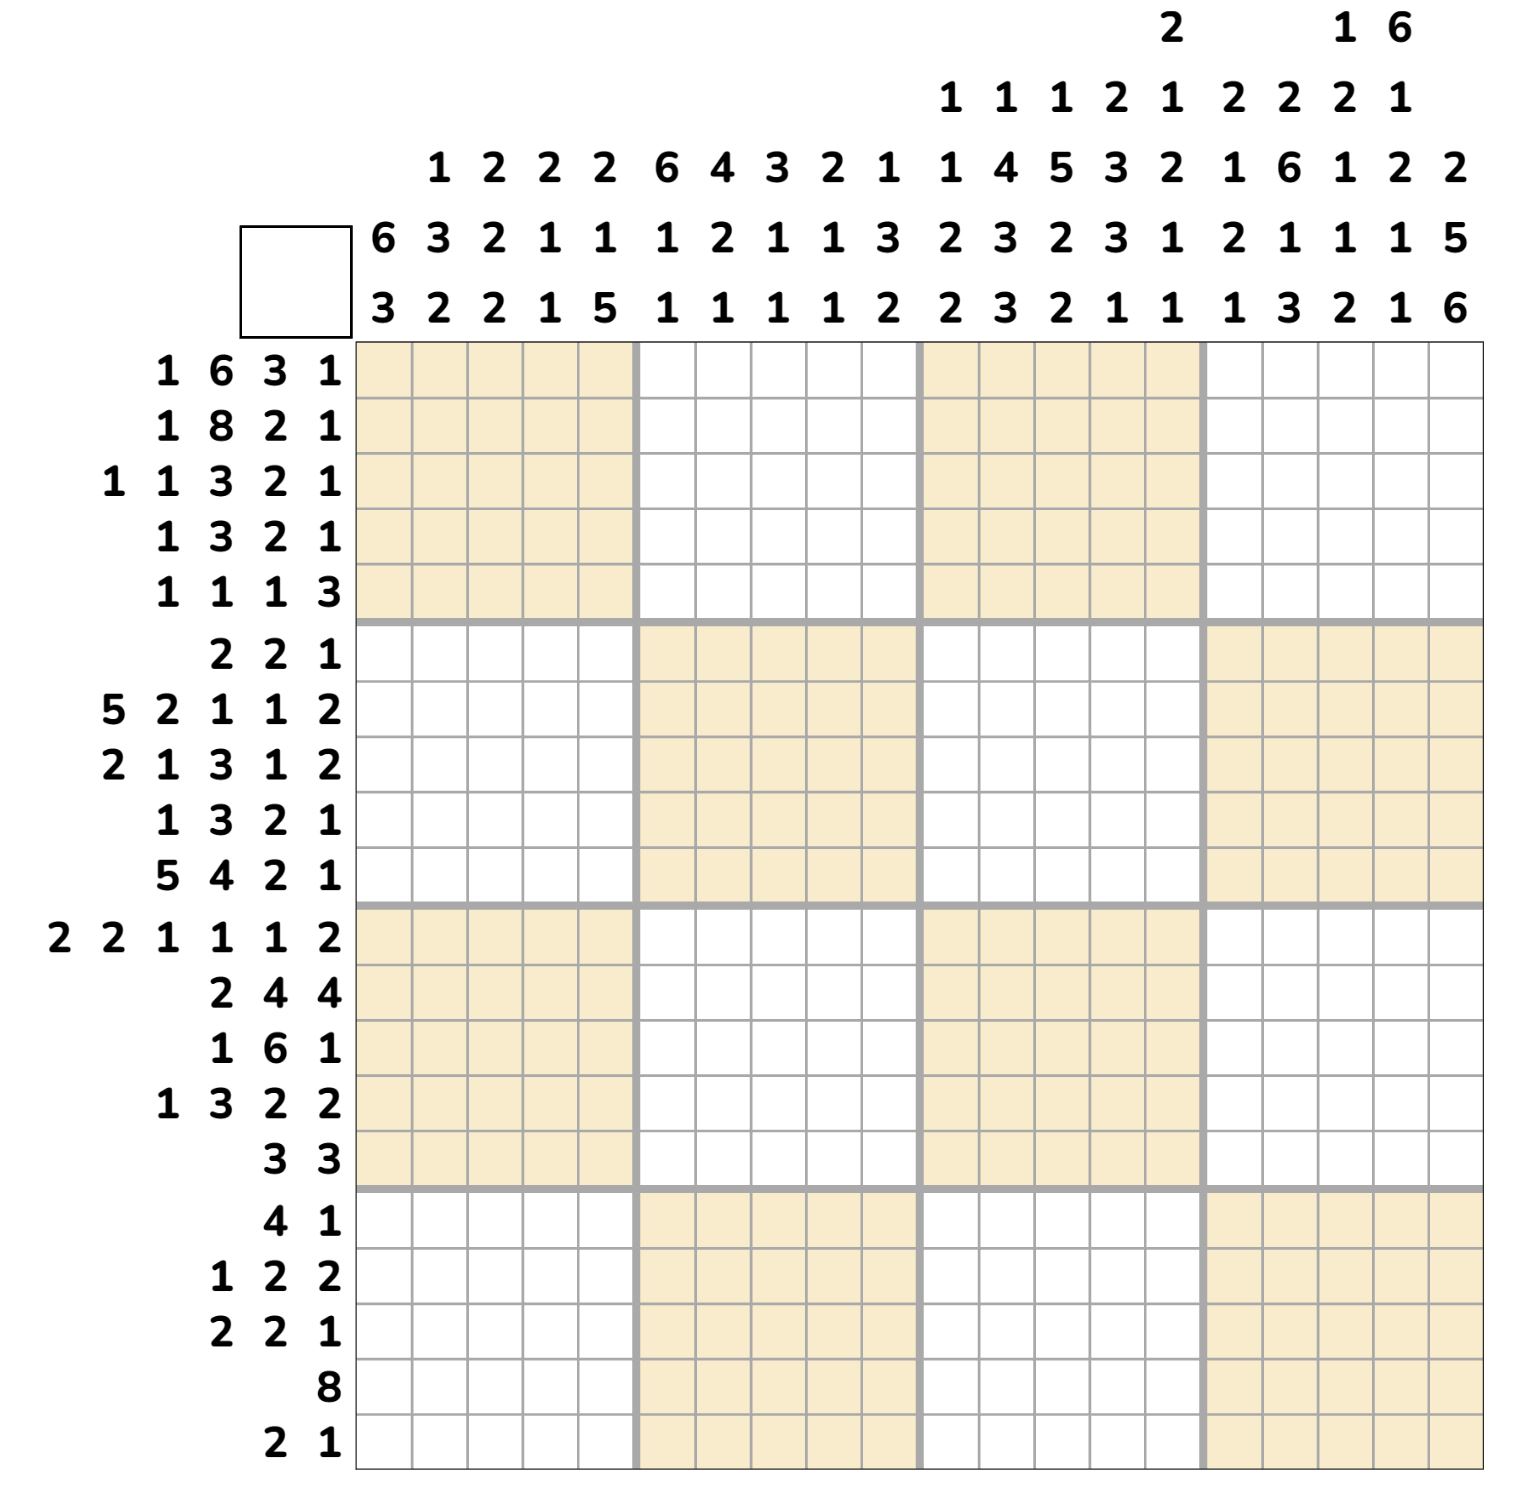 2 1 6
1 1 1 2 1 2 2 2 1
1 2 2 2 6 4 3 2 1 1 4 5 3 2 1 6 1 2 2
6 3 2 1 1 1 2 1 1 3 2 3 2 3 1 2 1 1 1 5
3 2 2 1 5 1 1 1 1 2 2 3 2 1 1 1 3 2 1 6
1 6 3 1
1 8 2 1
1 1 3 2 1
1 3 2 1
1 1 1 3
2 2 1
5 2 1 1 2
2 1 3 1 2
1 3 2 1
5 4 2 1
2 2 1 1 1 2
2 4 4
1 6 1
1 3 2 2
3 3
4 1
1 2 2
2 2 1
8
2 1